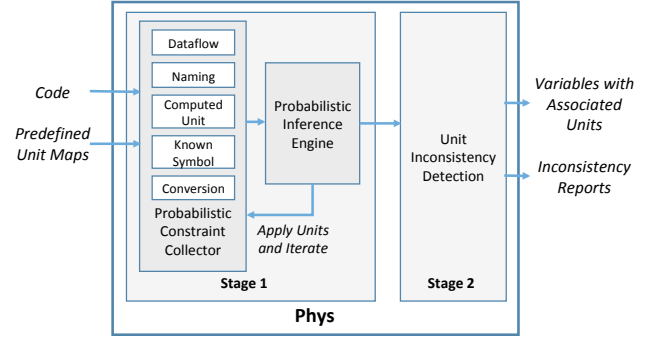 Code
Predefined
Unit Maps
Dataflow
Naming
Computed
Unit
Known
Symbol
Conversion
Probabilistic
Constraint
Collector
Probabilistic
Inference
Engine
Apply Units
and Iterate
Stage 1
Unit
Inconsistency
Detection
Stage 2
Phys
Variables with
Associated
Units
Inconsistency
Reports